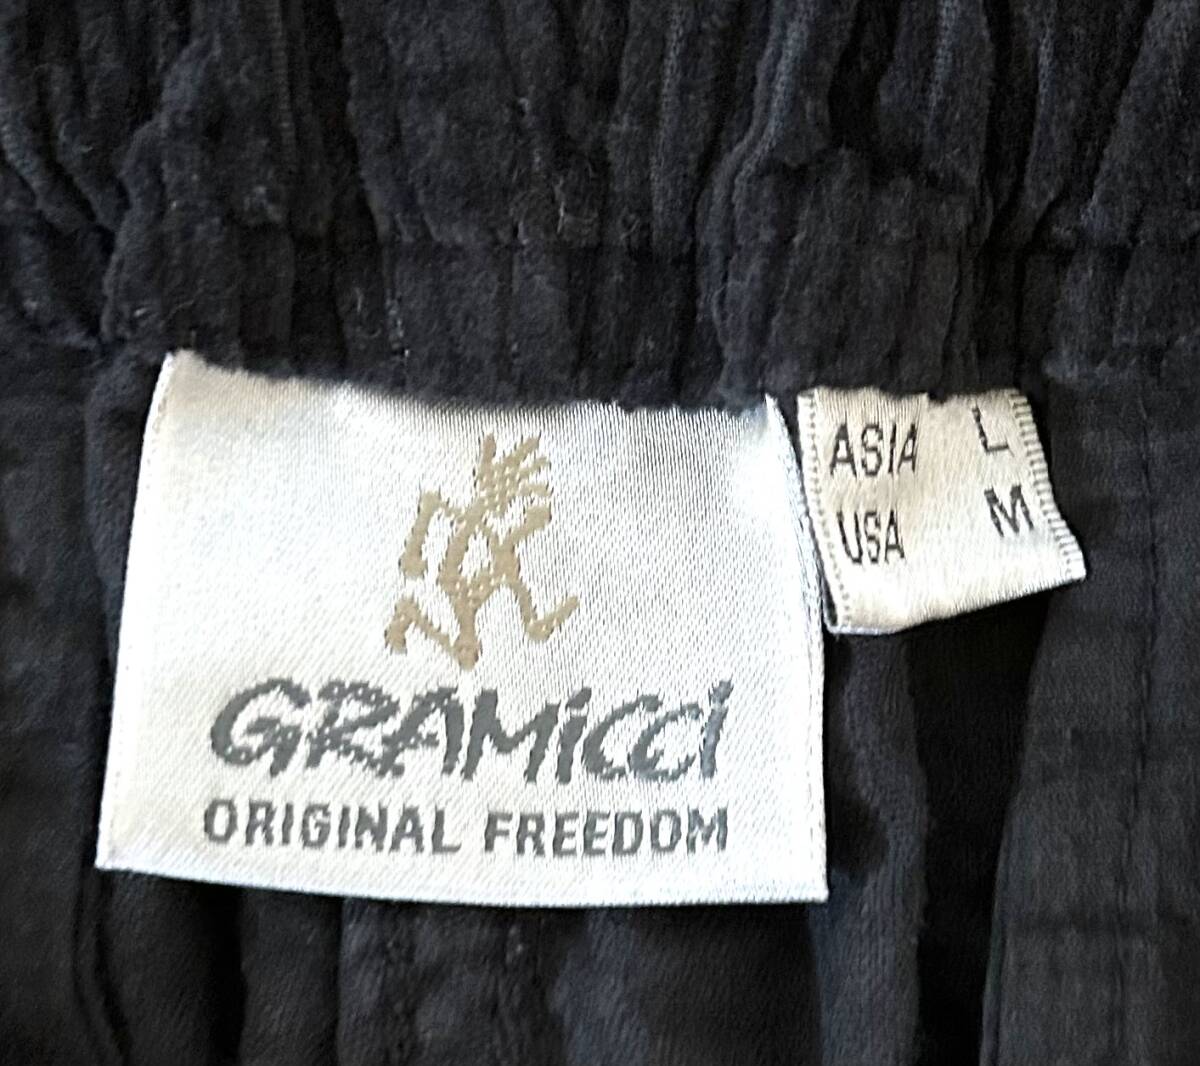 GRAMiCCi
ORIGINAL FREEDOM
ASIA L
USA M